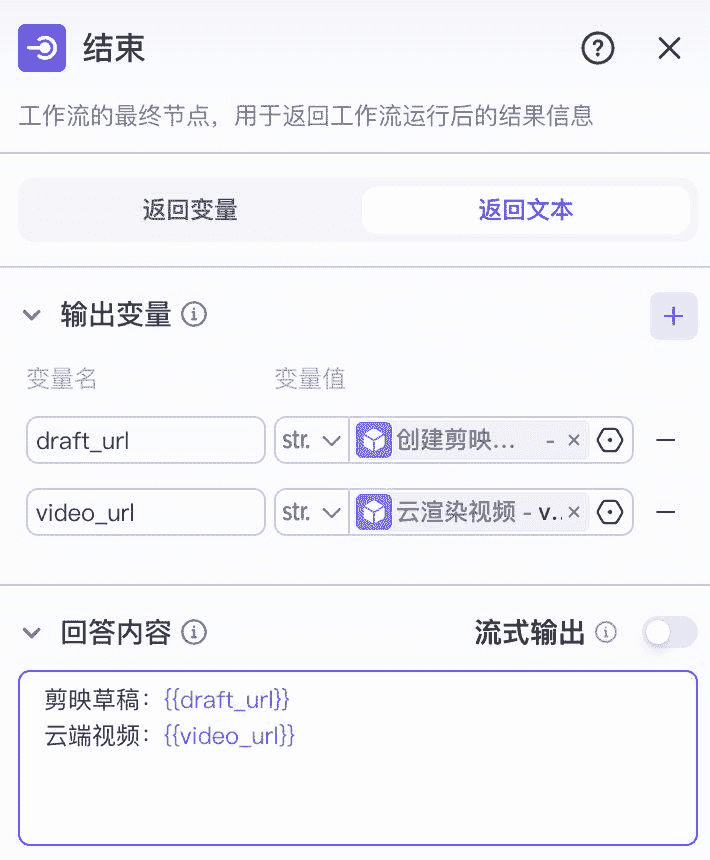 结束
工作流的最终节点，用于返回工作流运行后的结果信息
返回变量 返回文本
输出变量
变量名 变量值
draft_url str. 创建剪映... -
video_url str. 云渲染视频 - v..
回答内容 流式输出
剪映草稿：{{draft_url}}
云端视频：{{video_url}}